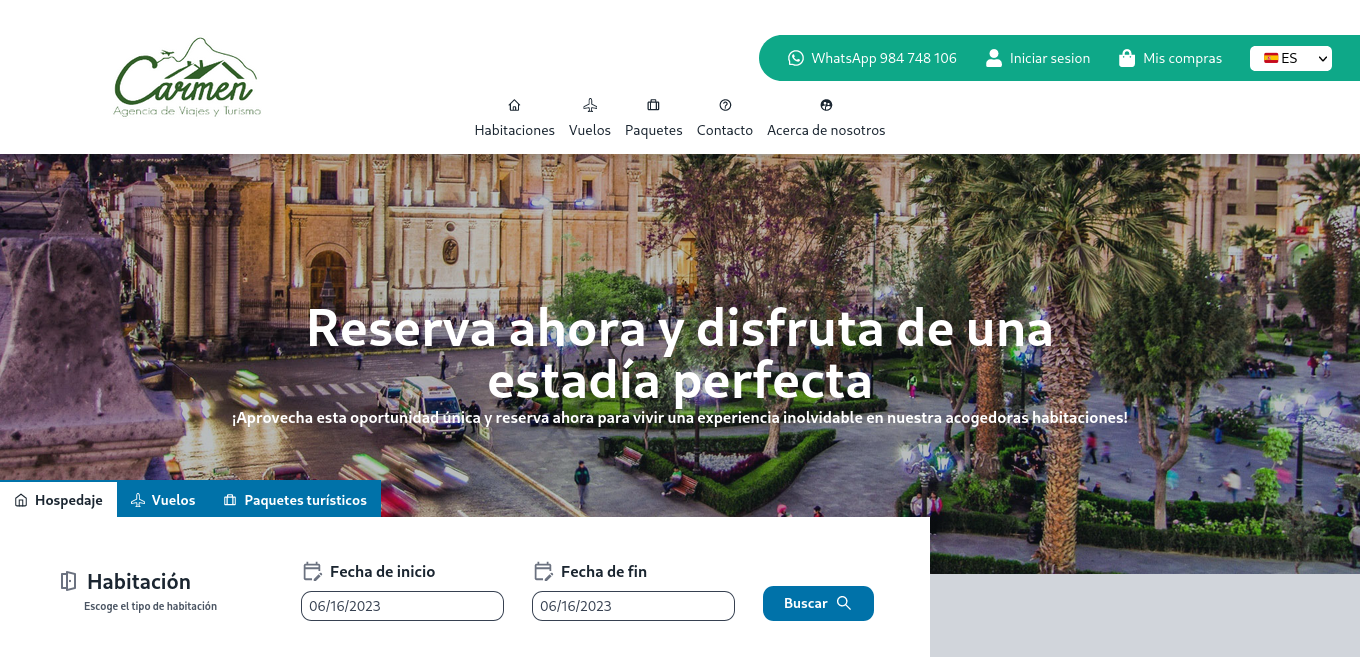 Carmen
Agencia de Viajes y Turismo
WhatsApp 984 748 106
Iniciar sesion
Mis compras
ES
Habitaciones
Vuelos
Paquetes
Contacto
Acerca de nosotros
Reserva ahora y disfruta de una
estadía perfecta
¡Aprovecha esta oportunidad única y reserva ahora para vivir una experiencia inolvidable en nuestra acogedoras habitaciones!
Hospedaje
Vuelos
Paquetes turísticos
Habitación
Escoge el tipo de habitación
Fecha de inicio
06/16/2023
Fecha de fin
06/16/2023
Buscar